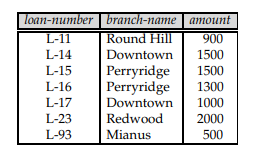 loan-number branch-name amount
L-11 Round Hill 900
L-14 Downtown 1500
L-15 Perryridge 1500
L-16 Perryridge 1300
L-17 Downtown 1000
L-23 Redwood 2000
L-93 Mianus 500